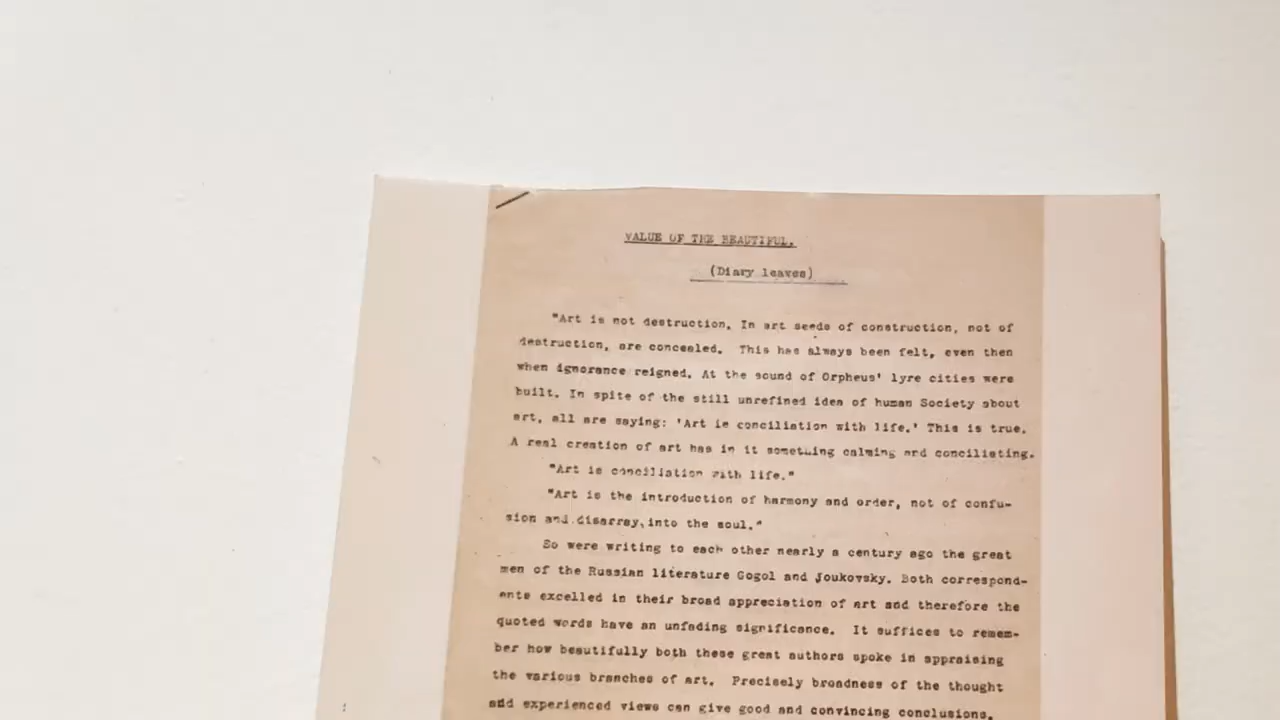 VALUE OF THE BEAUTIFUL.
(Diary leaves)
"Art is not destruction. In art seeds of construction, not of
destruction, are concealed. This has always been felt, even then
when ignorance reigned. At the sound of Orpheus' lyre cities were
built. In spite of the still unrefined idea of human Society about
art, all are saying: 'Art is conciliation with life.' This is true.
A real creation of art has in it something calming and conciliating.
"Art is conciliation with life."
"Art is the introduction of harmony and order, not of confu-
sion and disarray, into the soul."
So were writing to each other nearly a century ago the great
men of the Russian literature Gogol and Joukovsky. Both correspond-
ents excelled in their broad appreciation of art and therefore the
quoted words have an unfading significance. It suffices to remem-
ber how beautifully both these great authors spoke in appraising
the various branches of art. Precisely broadness of the thought
and experienced views can give good and convincing conclusions.